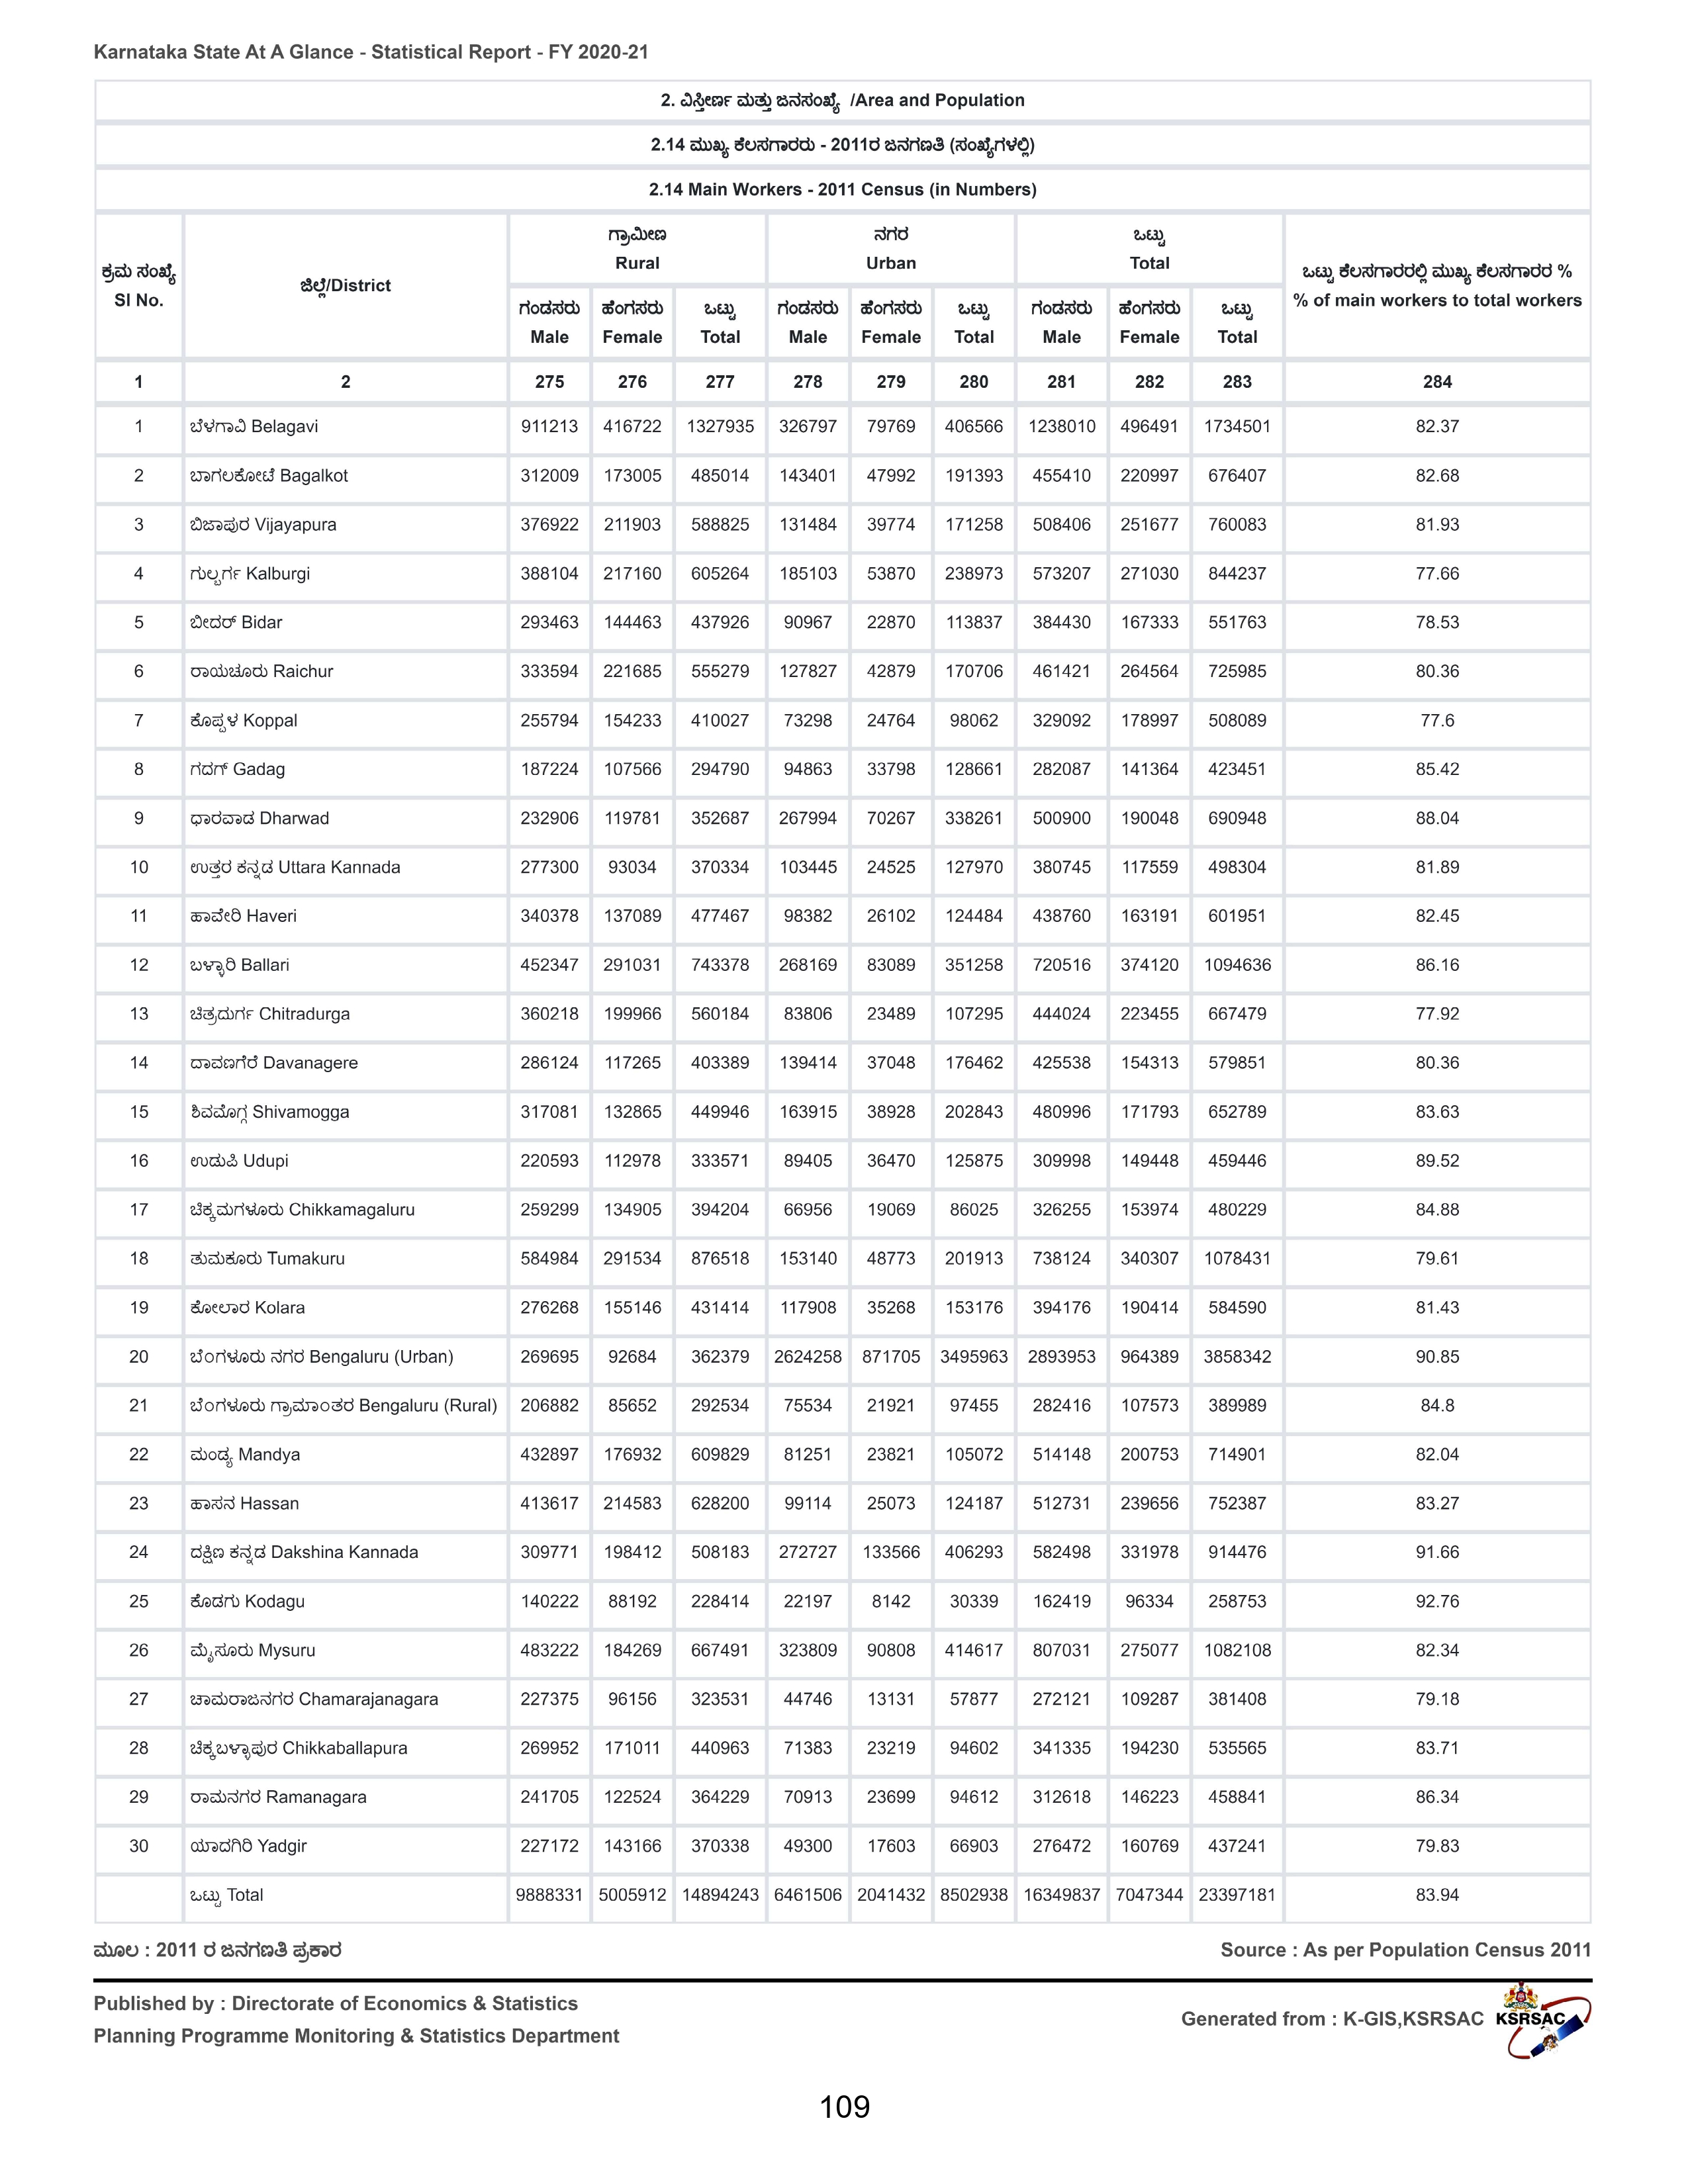 Karnataka State At A Glance - Statistical Report - FY 2020-21
2. ವಿಸ್ತೀರ್ಣ ಮತ್ತು ಜನಸಂಖ್ಯೆ /Area and Population
2.14 ಮುಖ್ಯ ಕೆಲಸಗಾರರು - 2011ರ ಜನಗಣತಿ (ಸಂಖ್ಯೆಗಳಲ್ಲಿ)
2.14 Main Workers - 2011 Census (in Numbers)
ಕ್ರಮ ಸಂಖ್ಯೆ
Sl No.
ಜಿಲ್ಲೆ/District
ಗ್ರಾಮೀಣ
Rural
ನಗರ
Urban
ಒಟ್ಟು
Total
ಒಟ್ಟು ಕೆಲಸಗಾರರಲ್ಲಿ ಮುಖ್ಯ ಕೆಲಸಗಾರರ %
% of main workers to total workers
ಗಂಡಸರು ಹೆಂಗಸರು ಒಟ್ಟು ಗಂಡಸರು ಹೆಂಗಸರು ಒಟ್ಟು ಗಂಡಸರು ಹೆಂಗಸರು ಒಟ್ಟು
Male Female Total Male Female Total Male Female Total
1 2 275 276 277 278 279 280 281 282 283 284
1 ಬೆಳಗಾವಿ Belagavi 911213 416722 1327935 326797 79769 406566 1238010 496491 1734501 82.37
2 ಬಾಗಲಕೋಟೆ Bagalkot 312009 173005 485014 143401 47992 191393 455410 220997 676407 82.68
3 ಬಿಜಾಪುರ Vijayapura 376922 211903 588825 131484 39774 171258 508406 251677 760083 81.93
4 ಗುಲ್ಬರ್ಗ Kalburgi 388104 217160 605264 185103 53870 238973 573207 271030 844237 77.66
5 ಬೀದರ್ Bidar 293463 144463 437926 90967 22870 113837 384430 167333 551763 78.53
6 ರಾಯಚೂರು Raichur 333594 221685 555279 127827 42879 170706 461421 264564 725985 80.36
7 ಕೊಪ್ಪಳ Koppal 255794 154233 410027 73298 24764 98062 329092 178997 508089 77.6
8 ಗದಗ್ Gadag 187224 107566 294790 94863 33798 128661 282087 141364 423451 85.42
9 ಧಾರವಾಡ Dharwad 232906 119781 352687 267994 70267 338261 500900 190048 690948 88.04
10 ಉತ್ತರ ಕನ್ನಡ Uttara Kannada 277300 93034 370334 103445 24525 127970 380745 117559 498304 81.89
11 ಹಾವೇರಿ Haveri 340378 137089 477467 98382 26102 124484 438760 163191 601951 82.45
12 ಬಳ್ಳಾರಿ Ballari 452347 291031 743378 268169 83089 351258 720516 374120 1094636 86.16
13 ಚಿತ್ರದುರ್ಗ Chitradurga 360218 199966 560184 83806 23489 107295 444024 223455 667479 77.92
14 ದಾವಣಗೆರೆ Davanagere 286124 117265 403389 139414 37048 176462 425538 154313 579851 80.36
15 ಶಿವಮೊಗ್ಗ Shivamogga 317081 132865 449946 163915 38928 202843 480996 171793 652789 83.63
16 ಉಡುಪಿ Udupi 220593 112978 333571 89405 36470 125875 309998 149448 459446 89.52
17 ಚಿಕ್ಕಮಗಳೂರು Chikkamagaluru 259299 134905 394204 66956 19069 86025 326255 153974 480229 84.88
18 ತುಮಕೂರು Tumakuru 584984 291534 876518 153140 48773 201913 738124 340307 1078431 79.61
19 ಕೋಲಾರ Kolara 276268 155146 431414 117908 35268 153176 394176 190414 584590 81.43
20 ಬೆಂಗಳೂರು ನಗರ Bengaluru (Urban) 269695 92684 362379 2624258 871705 3495963 2893953 964389 3858342 90.85
21 ಬೆಂಗಳೂರು ಗ್ರಾಮಾಂತರ Bengaluru (Rural) 206882 85652 292534 75534 21921 97455 282416 107573 389989 84.8
22 ಮಂಡ್ಯ Mandya 432897 176932 609829 81251 23821 105072 514148 200753 714901 82.04
23 ಹಾಸನ Hassan 413617 214583 628200 99114 25073 124187 512731 239656 752387 83.27
24 ದಕ್ಷಿಣ ಕನ್ನಡ Dakshina Kannada 309771 198412 508183 272727 133566 406293 582498 331978 914476 91.66
25 ಕೊಡಗು Kodagu 140222 88192 228414 22197 8142 30339 162419 96334 258753 92.76
26 ಮೈಸೂರು Mysuru 483222 184269 667491 323809 90808 414617 807031 275077 1082108 82.34
27 ಚಾಮರಾಜನಗರ Chamarajanagara 227375 96156 323531 44746 13131 57877 272121 109287 381408 79.18
28 ಚಿಕ್ಕಬಳ್ಳಾಪುರ Chikkaballapura 269952 171011 440963 71383 23219 94602 341335 194230 535565 83.71
29 ರಾಮನಗರ Ramanagara 241705 122524 364229 70913 23699 94612 312618 146223 458841 86.34
30 ಯಾದಗಿರಿ Yadgir 227172 143166 370338 49300 17603 66903 276472 160769 437241 79.83
ಒಟ್ಟು Total 9888331 5005912 14894243 6461506 2041432 8502938 16349837 7047344 23397181 83.94
ಮೂಲ : 2011 ರ ಜನಗಣತಿ ಪ್ರಕಾರ Source : As per Population Census 2011
Published by : Directorate of Economics & Statistics
Planning Programme Monitoring & Statistics Department
Generated from : K-GIS,KSRSAC KSRSAC
109